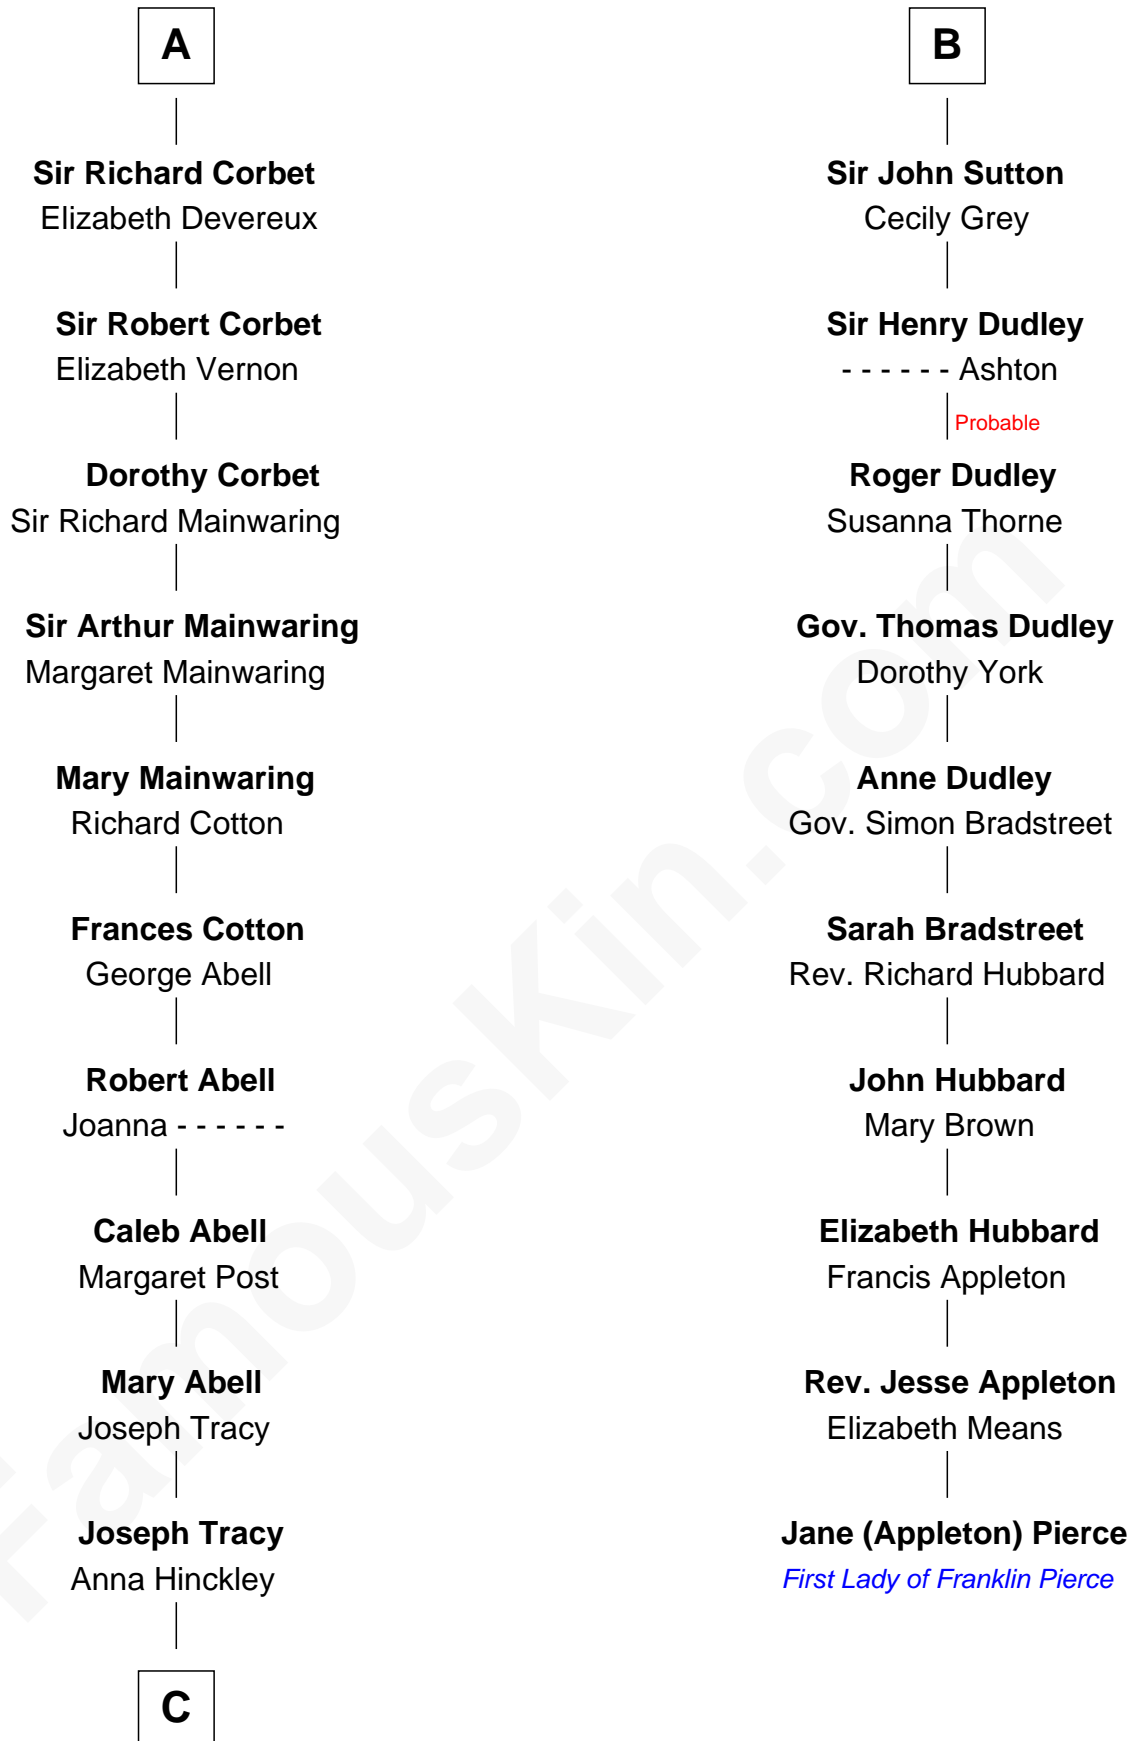 A
Sir Richard Corbet
Elizabeth Devereux
Sir Robert Corbet
Elizabeth Vernon
Dorothy Corbet
Sir Richard Mainwaring
Sir Arthur Mainwaring
Margaret Mainwaring
Mary Mainwaring
Richard Cotton
Frances Cotton
George Abell
Robert Abell
Joanna - - - - - -
Caleb Abell
Margaret Post
Mary Abell
Joseph Tracy
Joseph Tracy
Anna Hinckley
C
B
Sir John Sutton
Cecily Grey
Sir Henry Dudley
- - - - - - Ashton
Probable
Roger Dudley
Susanna Thorne
Gov. Thomas Dudley
Dorothy York
Anne Dudley
Gov. Simon Bradstreet
Sarah Bradstreet
Rev. Richard Hubbard
John Hubbard
Mary Brown
Elizabeth Hubbard
Francis Appleton
Rev. Jesse Appleton
Elizabeth Means
Jane (Appleton) Pierce
First Lady of Franklin Pierce
FamousKin.com